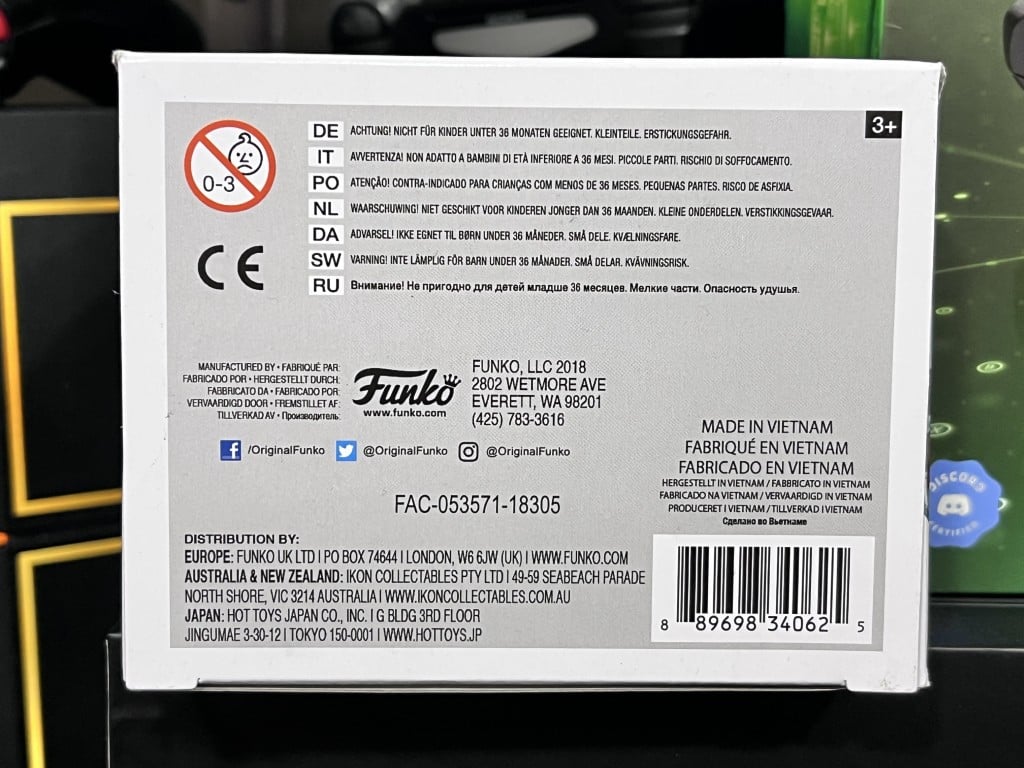 3+
0-3
DE ACHTUNG! NICHT FÜR KINDER UNTER 36 MONATEN GEEIGNET. KLEINTEILE. ERSTICKUNGSGEFAHR.
IT AVVERTENZA! NON ADATTO A BAMBINI DI ETÀ INFERIORE A 36 MESI. PICCOLE PARTI. RISCHIO DI SOFFOCAMENTO.
PO ATENÇÃO! CONTRA-INDICADO PARA CRIANÇAS COM MENOS DE 36 MESES. PEQUENAS PARTES. RISCO DE ASFIXIA.
NL WAARSCHUWING! NIET GESCHIKT VOOR KINDEREN JONGER DAN 36 MAANDEN. KLEINE ONDERDELEN. VERSTIKKINGSGEVAAR.
DA ADVARSEL! IKKE EGNET TIL BØRN UNDER 36 MÅNEDER. SMÅ DELE. KVÆLNINGSFARE.
SW VARNING! INTE LÄMPLIG FÖR BARN UNDER 36 MÅNADER. SMÅ DELAR. KVÄVNINGSRISK.
RU Внимание! Не пригодно для детей младше 36 месяцев. Мелкие части. Опасность удушья.
CE
MANUFACTURED BY • FABRIQUÉ PAR:
FABRICADO POR • HERGESTELLT DURCH:
FABBRICATO DA • FABRICADO POR:
VERVAARDIGD DOOR • FREMSTILLET AF:
TILLVERKAD AV • Производитель:
Funko
www.funko.com
FUNKO, LLC 2018
2802 WETMORE AVE
EVERETT, WA 98201
(425) 783-3616
/OriginalFunko @OriginalFunko @OriginalFunko
FAC-053571-18305
MADE IN VIETNAM
FABRIQUÉ EN VIETNAM
FABRICADO EN VIETNAM
HERGESTELLT IN VIETNAM / FABBRICATO IN VIETNAM
FABRICADO NA VIETNAM / VERVAARDIGD IN VIETNAM
PRODUCERET I VIETNAM / TILLVERKAD I VIETNAM
Сделано во Вьетнаме
DISTRIBUTION BY:
EUROPE: FUNKO UK LTD I PO BOX 74644 I LONDON, W6 6JW (UK) I WWW.FUNKO.COM
AUSTRALIA & NEW ZEALAND: IKON COLLECTABLES PTY LTD I 49-59 SEABEACH PARADE
NORTH SHORE, VIC 3214 AUSTRALIA I WWW.IKONCOLLECTABLES.COM.AU
JAPAN: HOT TOYS JAPAN CO., INC. I G BLDG 3RD FLOOR
JINGUMAE 3-30-12 I TOKYO 150-0001 I WWW.HOTTOYS.JP
8 89698 34062 5
DISCORD
CERTIFIED